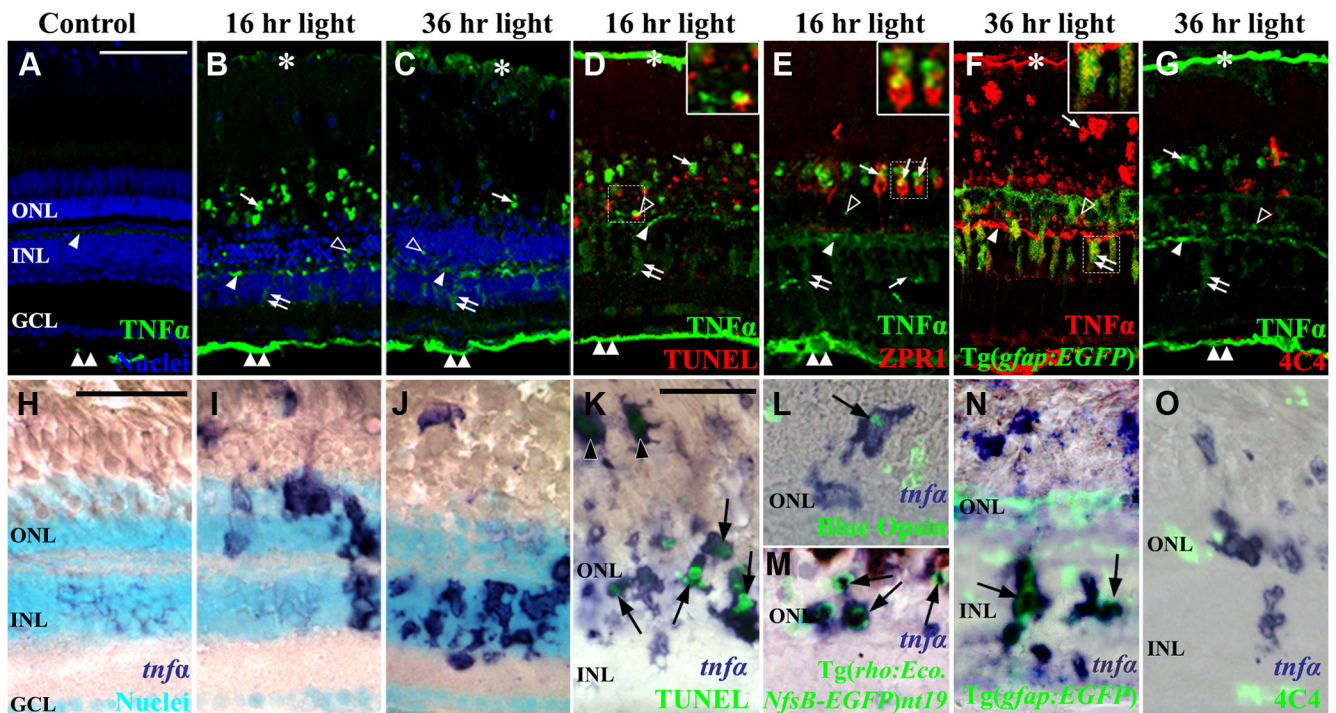 Control
16 hr light
36 hr light
16 hr light
16 hr light
36 hr light
36 hr light
A
ONL
INL
GCL
TNFα
Nuclei
B
*
C
*
D
*
TNFα
TUNEL
E
*
TNFα
ZPR1
F
*
TNFα
Tg(gfap:EGFP)
G
*
TNFα
4C4
H
ONL
INL
tnfα
GCL
Nuclei
I
J
K
ONL
INL
tnfα
TUNEL
L
ONL
tnfα
Blue Opsin
M
ONL
tnfα
Tg(rho:Eco.
NfsB-EGFP)nt19
N
ONL
INL
tnfα
Tg(gfap:EGFP)
O
ONL
INL
tnfα
4C4